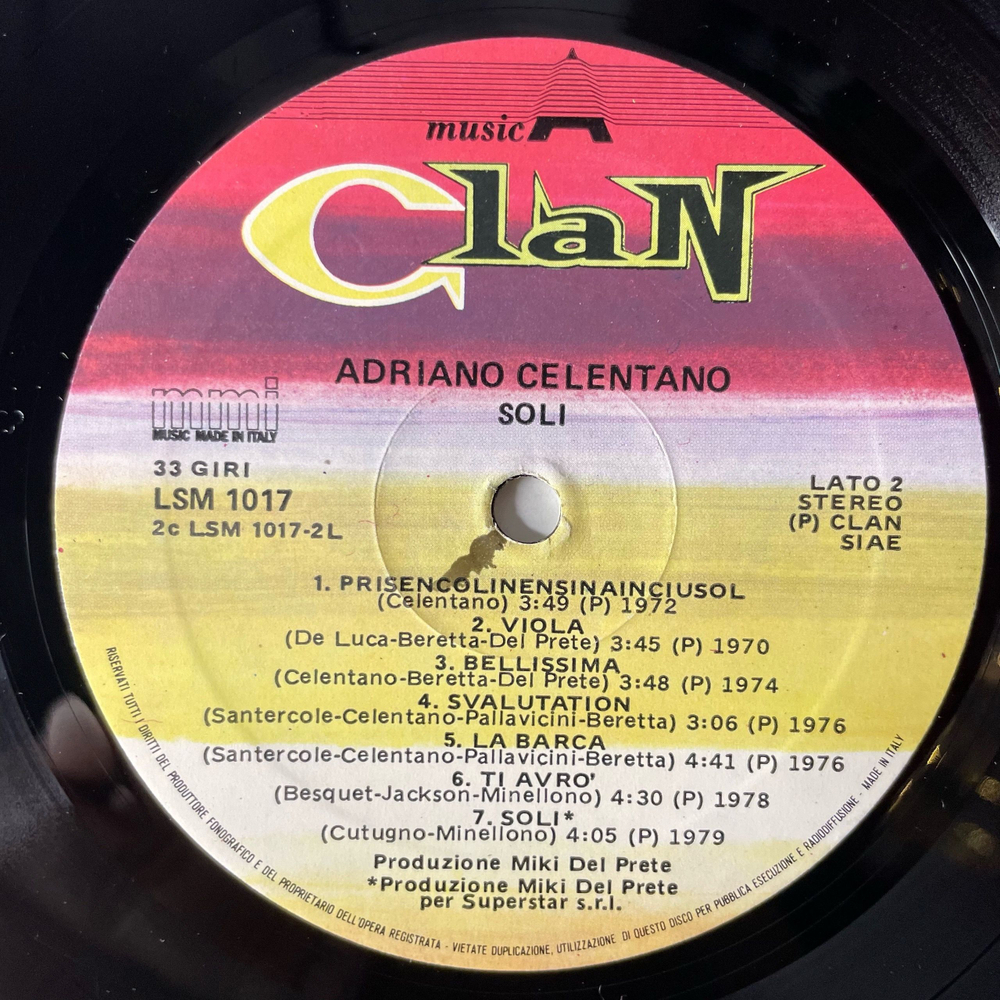 music A
Clan
ADRIANO CELENTANO
SOLI
mmi
MUSIC MADE IN ITALY
33 GIRI
LSM 1017
2c LSM 1017-2L
LATO 2
STEREO
(P) CLAN
SIAE
1. PRISENCOLINENSINAINCIUSOL
(Celentano) 3:49 (P) 1972
2. VIOLA
(De Luca-Beretta-Del Prete) 3:45 (P) 1970
3. BELLISSIMA
(Celentano-Beretta-Del Prete) 3:48 (P) 1974
4. SVALUTATION
(Santercole-Celentano-Pallavicini-Beretta) 3:06 (P) 1976
5. LA BARCA
(Santercole-Celentano-Pallavicini-Beretta) 4:41 (P) 1976
6. TI AVRO'
(Besquet-Jackson-Minellono) 4:30 (P) 1978
7. SOLI*
(Cutugno-Minellono) 4:05 (P) 1979
Produzione Miki Del Prete
*Produzione Miki Del Prete
per Superstar s.r.l.
RISERVATI TUTTI I DIRITTI DEL PRODUTTORE FONOGRAFICO E DEL PROPRIETARIO DELL'OPERA REGISTRATA - VIETATE DUPLICAZIONE, UTILIZZAZIONE DI QUESTO DISCO PER PUBBLICA ESECUZIONE E RADIODIFFUSIONE - MADE IN ITALY